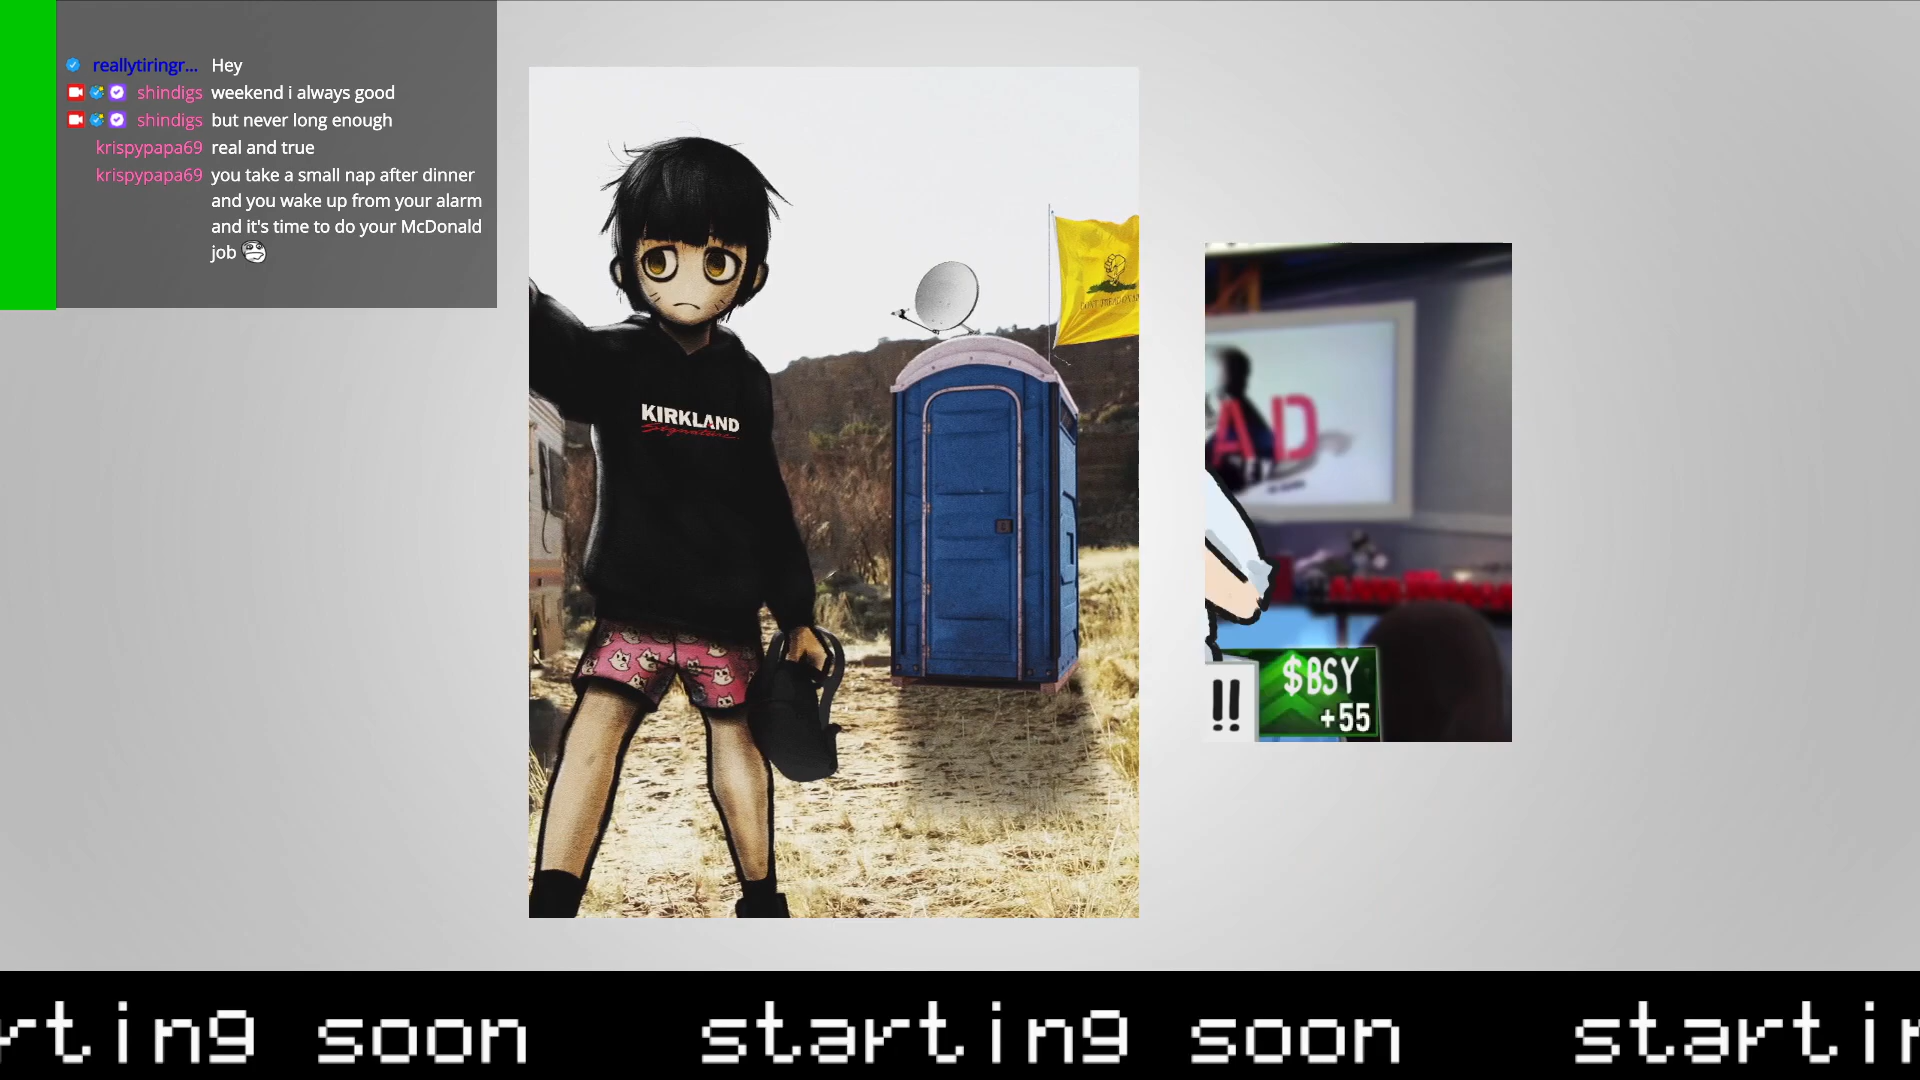 reallytiringr... Hey
shindigs weekend i always good
shindigs but never long enough
krispypapa69 real and true
krispypapa69 you take a small nap after dinner
and you wake up from your alarm
and it's time to do your McDonald
job
KIRKLAND
Signature
AD
$BSY
+55
!!
rting soon starting soon startin